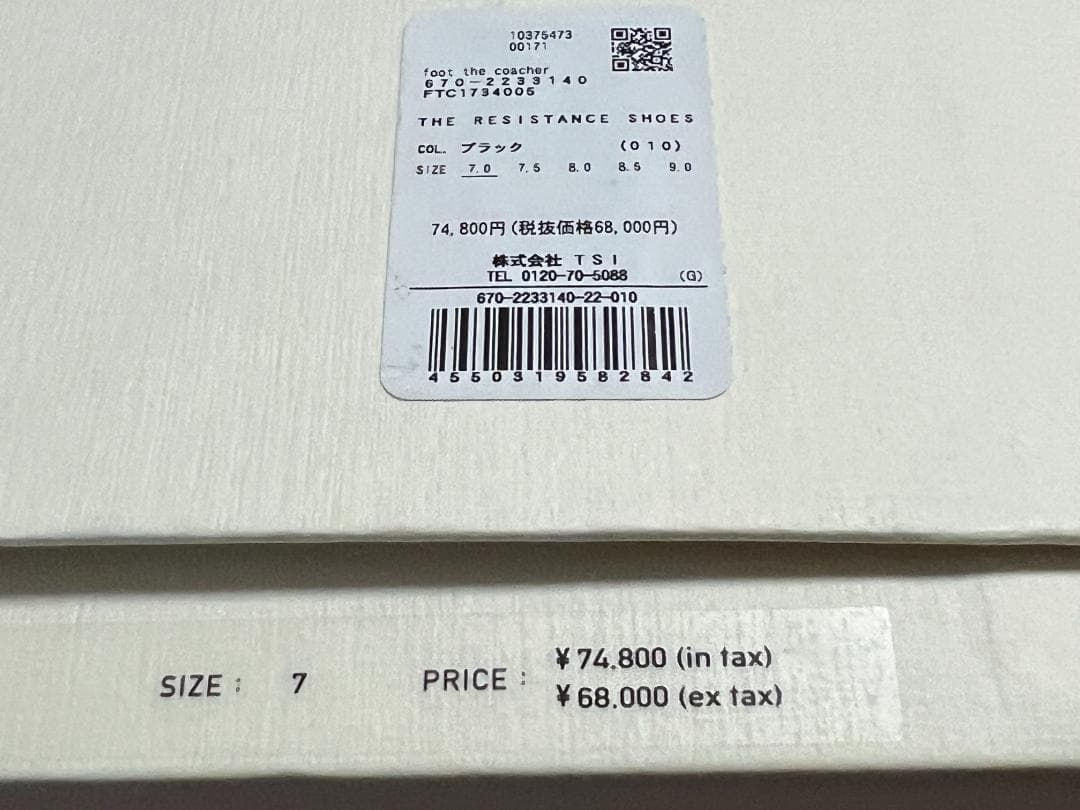 10375473
00171
foot the coacher
670-2233140
FTC1734005
THE RESISTANCE SHOES
COL. ブラック (010)
SIZE 7.0 7.5 8.0 8.5 9.0
74,800円(税抜価格68,000円)
株式会社 TSI
TEL 0120-70-5088 (G)
670-2233140-22-010
4550319582842
SIZE : 7 PRICE : ¥74.800 (in tax)
¥68.000 (ex tax)